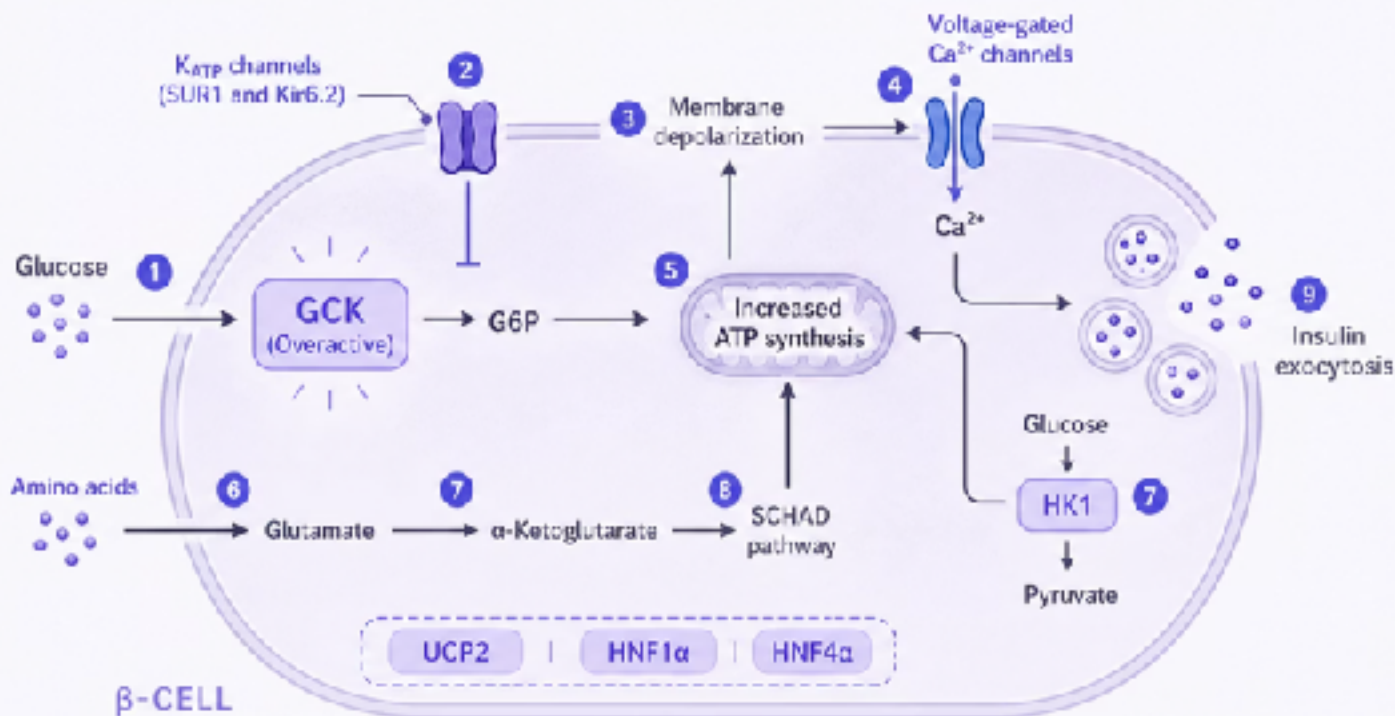 Voltage-gated
Ca²⁺ channels
K_ATP channels
(SUR1 and Kir6.2)
2
4
3
Membrane
depolarization
Ca²⁺
Glucose
1
5
9
GCK
(Overactive)
G6P
Increased
ATP synthesis
Insulin
exocytosis
Glucose
Amino acids
6
7
8
HK1
7
Glutamate
α-Ketoglutarate
SCHAD
pathway
Pyruvate
UCP2 | HNF1α | HNF4α
β-CELL